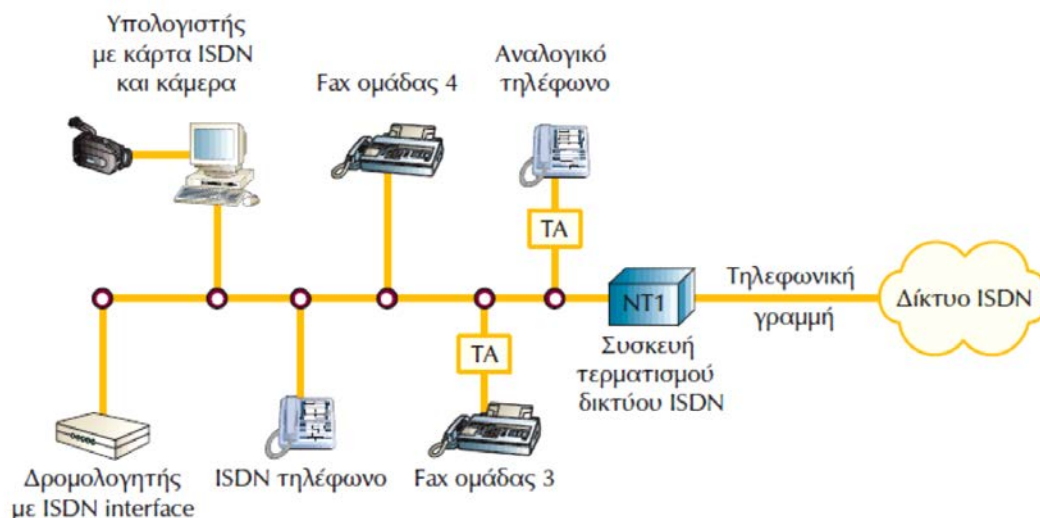 Υπολογιστής
με κάρτα ISDN
και κάμερα
Fax ομάδας 4
Αναλογικό
τηλέφωνο
TA
NT1
Τηλεφωνική
γραμμή
Δίκτυο ISDN
TA
Συσκευή
τερματισμού
δικτύου ISDN
Δρομολογητής
με ISDN interface
ISDN τηλέφωνο
Fax ομάδας 3